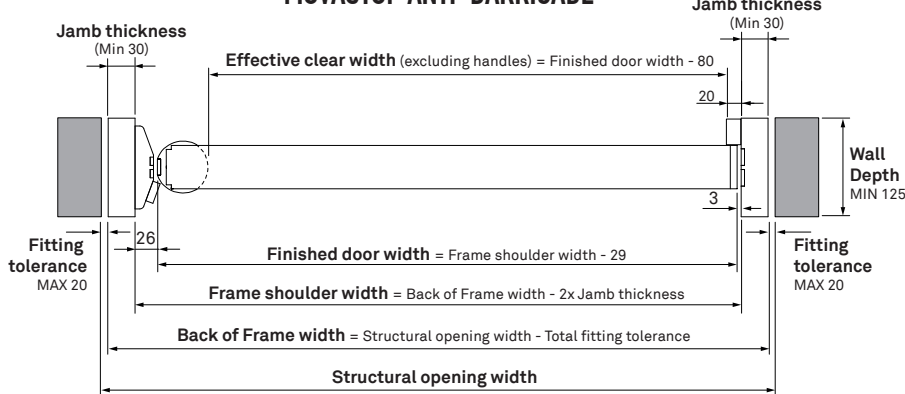 MOVASTOP ANTI-BARRICADE
Jamb thickness
(Min 30)
Jamb thickness
(Min 30)
Effective clear width (excluding handles) = Finished door width - 80
20
Wall
Depth
MIN 125
3
26
Fitting
tolerance
MAX 20
Finished door width = Frame shoulder width - 29
Fitting
tolerance
MAX 20
Frame shoulder width = Back of Frame width - 2x Jamb thickness
Back of Frame width = Structural opening width - Total fitting tolerance
Structural opening width